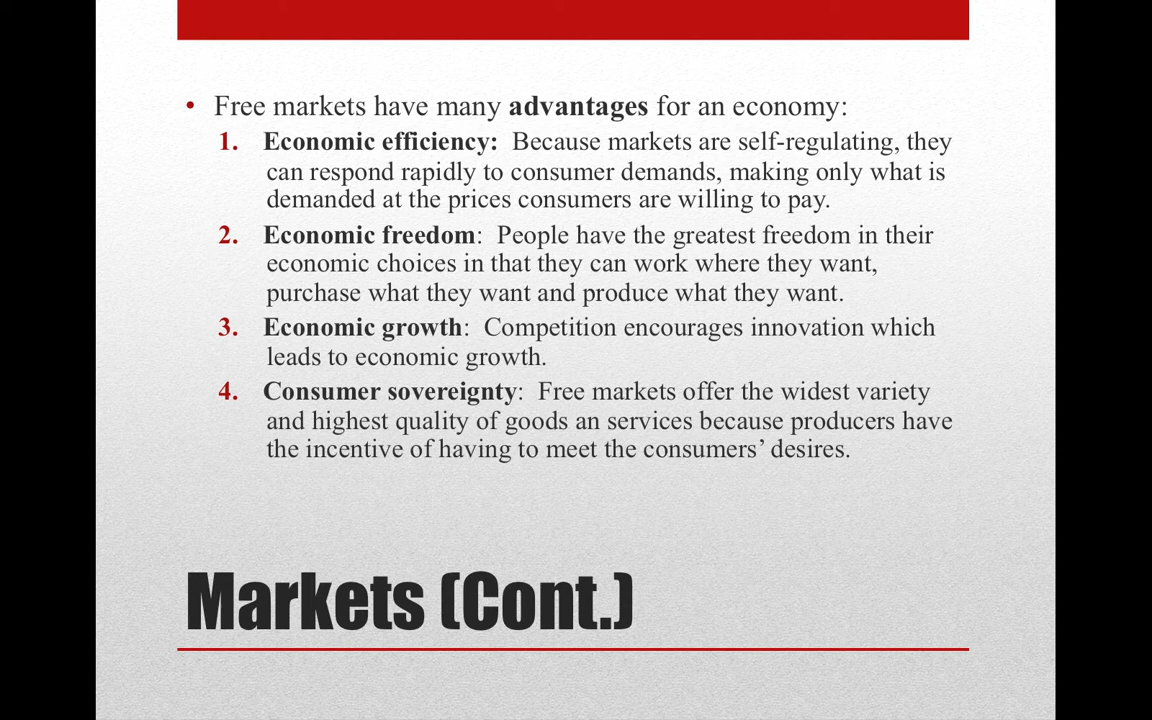 • Free markets have many advantages for an economy:
1. Economic efficiency: Because markets are self-regulating, they
can respond rapidly to consumer demands, making only what is
demanded at the prices consumers are willing to pay.
2. Economic freedom: People have the greatest freedom in their
economic choices in that they can work where they want,
purchase what they want and produce what they want.
3. Economic growth: Competition encourages innovation which
leads to economic growth.
4. Consumer sovereignty: Free markets offer the widest variety
and highest quality of goods an services because producers have
the incentive of having to meet the consumers’ desires.
Markets (Cont.)